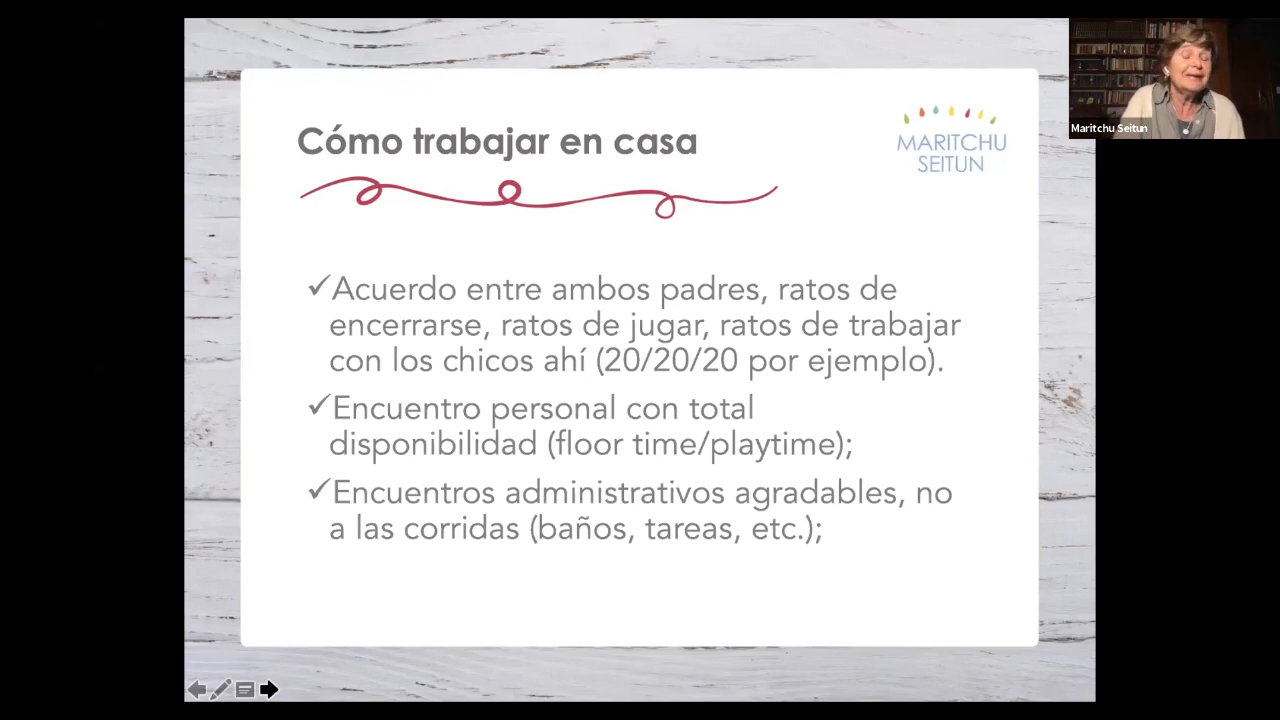 Cómo trabajar en casa
MARITCHU
SEITUN
Maritchu Seitun
✓Acuerdo entre ambos padres, ratos de
encerrarse, ratos de jugar, ratos de trabajar
con los chicos ahí (20/20/20 por ejemplo).
✓Encuentro personal con total
disponibilidad (floor time/playtime);
✓Encuentros administrativos agradables, no
a las corridas (baños, tareas, etc.);